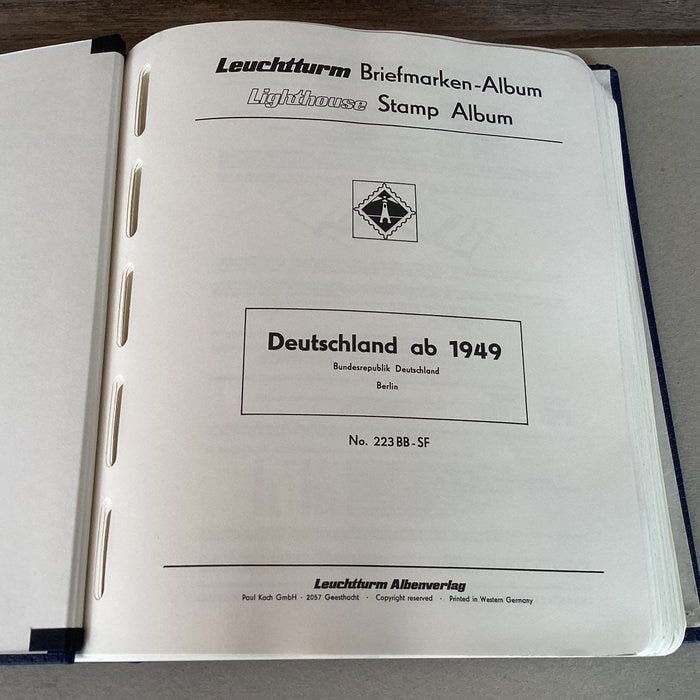 Leuchtturm Briefmarken-Album
Lighthouse Stamp Album
Deutschland ab 1949
Bundesrepublik Deutschland
Berlin
No. 223 BB-SF
Leuchtturm Albenverlag
Paul Koch GmbH · 2057 Geesthacht · Copyright reserved · Printed in Western Germany